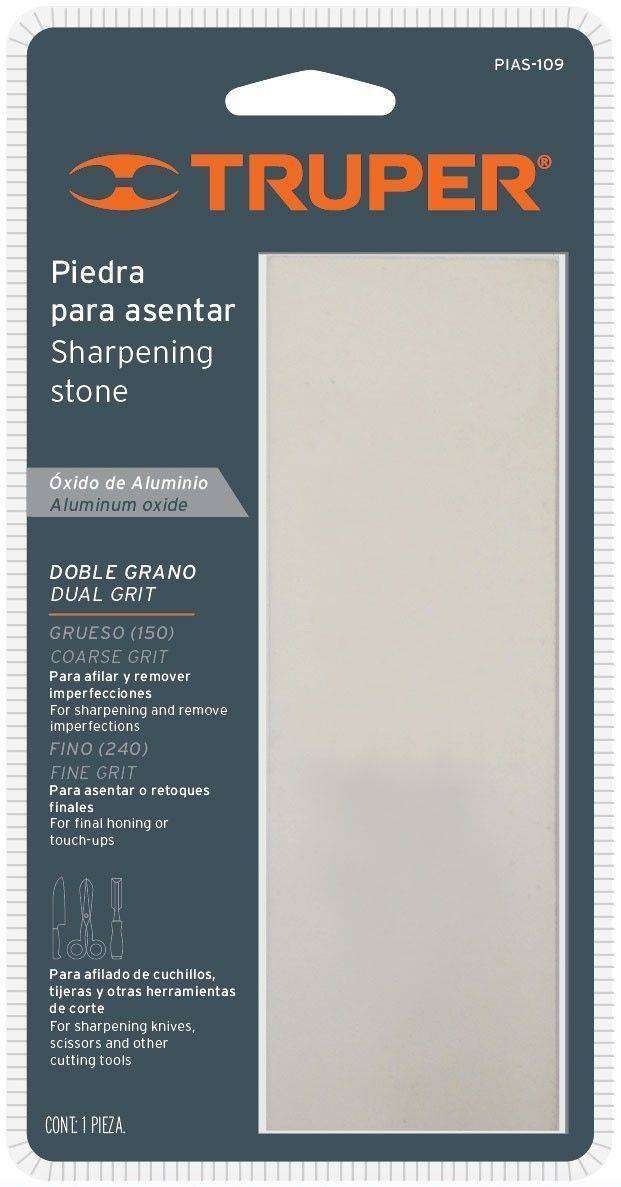 PIAS-109
TRUPER®
Piedra
para asentar
Sharpening
stone
Óxido de Aluminio
Aluminum oxide
DOBLE GRANO
DUAL GRIT
GRUESO (150)
COARSE GRIT
Para afilar y remover
imperfecciones
For sharpening and remove
imperfections
FINO (240)
FINE GRIT
Para asentar o retoques
finales
For final honing or
touch-ups
Para afilado de cuchillos,
tijeras y otras herramientas
de corte
For sharpening knives,
scissors and other
cutting tools
CONT: 1 PIEZA.